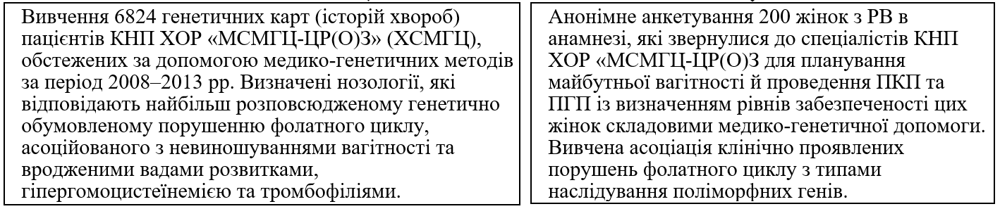 Вивчення 6824 генетичних карт (історій хвороб)
пацієнтів КНП ХОР «МСМГЦ-ЦР(О)З» (ХСМГЦ),
обстежених за допомогою медико-генетичних методів
за період 2008–2013 рр. Визначені нозології, які
відповідають найбільш розповсюдженому генетично
обумовленому порушенню фолатного циклу,
асоційованого з невиношуваннями вагітності та
вродженими вадами розвитками,
гіпергомоцистеїнемією та тромбофіліями.
Анонімне анкетування 200 жінок з РВ в
анамнезі, які звернулися до спеціалістів КНП
ХОР «МСМГЦ-ЦР(О)З для планування
майбутньої вагітності й проведення ПКП та
ПГП із визначенням рівнів забезпеченості цих
жінок складовими медико-генетичної допомоги.
Вивчена асоціація клінічно проявлених
порушень фолатного циклу з типами
наслідування поліморфних генів.